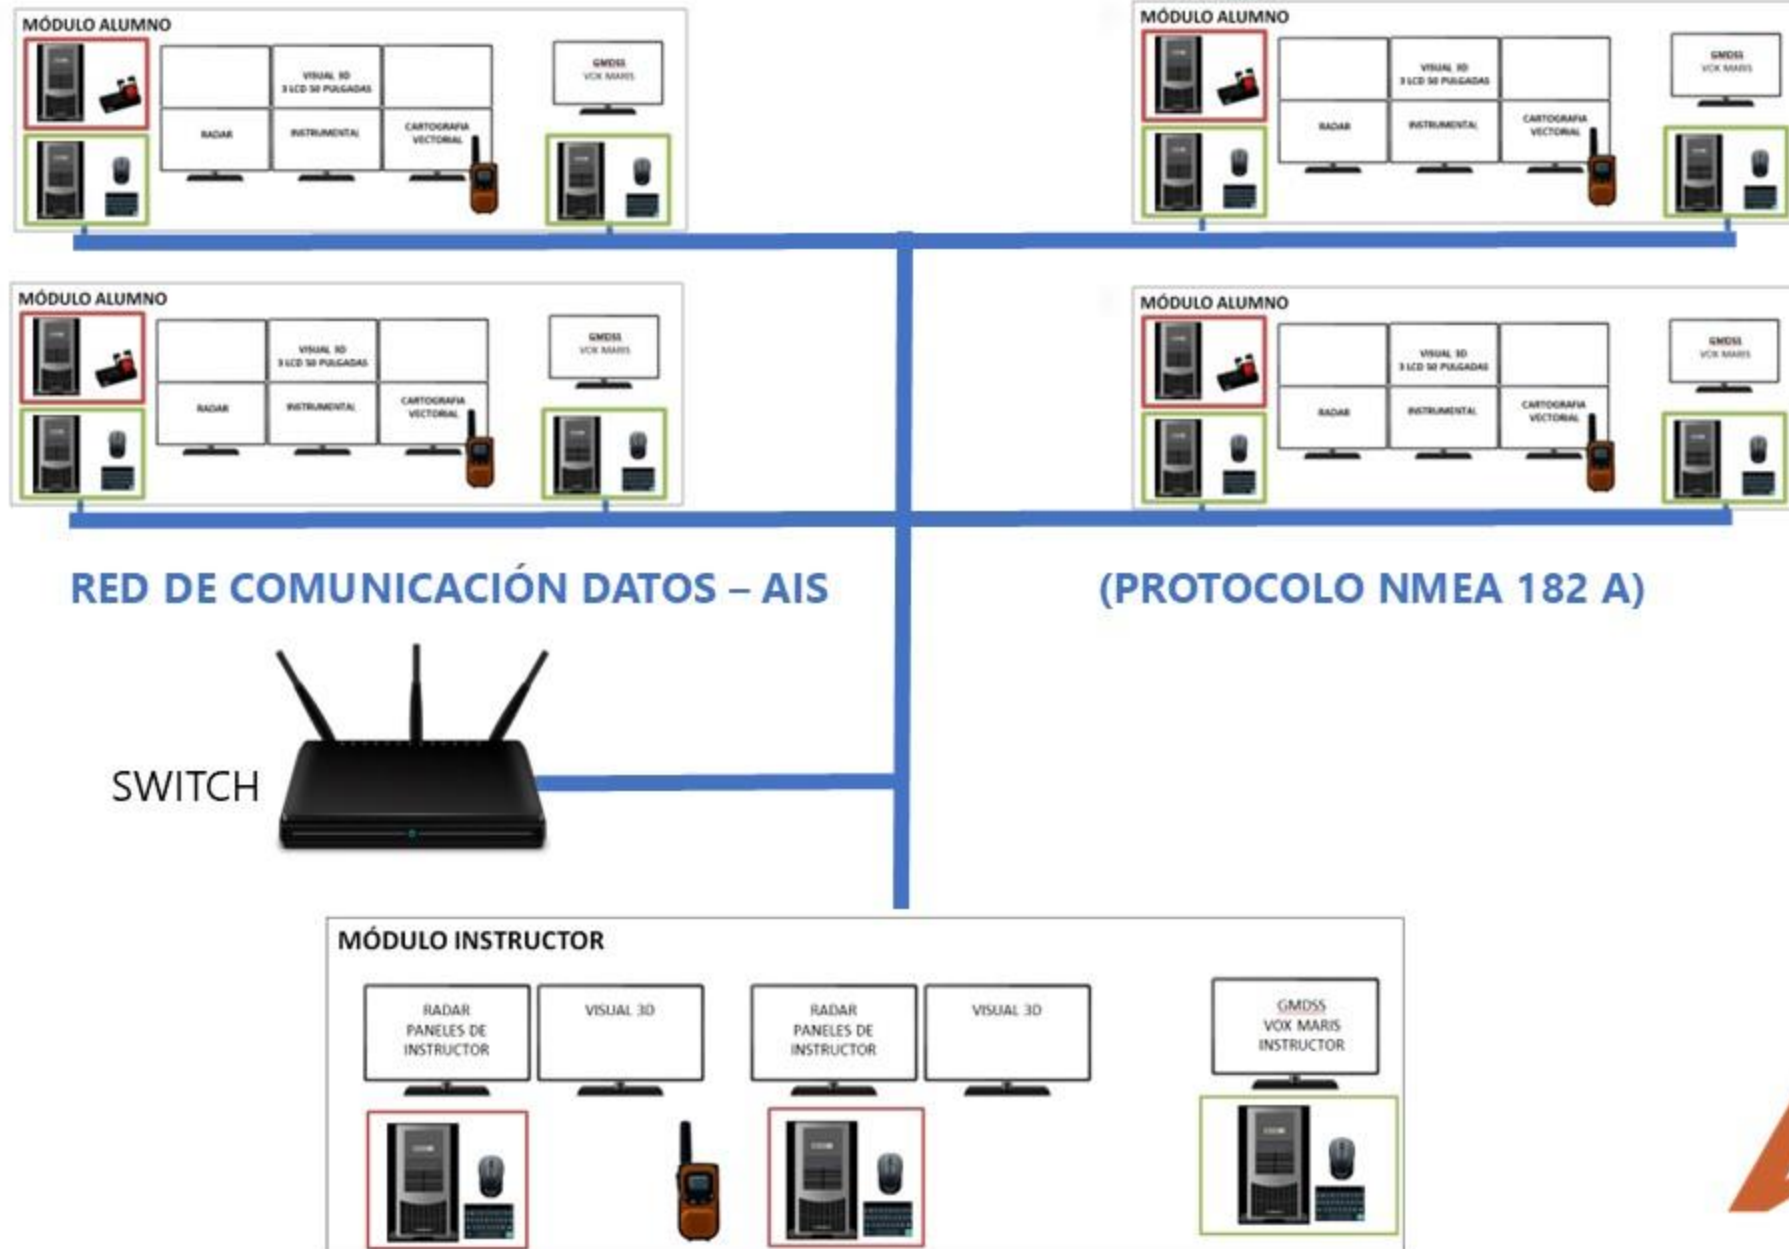 MÓDULO ALUMNO
VISUAL 3D
3 LCD 50 PULGADAS
RADAR
INSTRUMENTAL
CARTOGRAFIA
VECTORIAL
GMDSS
VOX MARIS
MÓDULO ALUMNO
VISUAL 3D
3 LCD 50 PULGADAS
RADAR
INSTRUMENTAL
CARTOGRAFIA
VECTORIAL
GMDSS
VOX MARIS
MÓDULO ALUMNO
VISUAL 3D
3 LCD 50 PULGADAS
RADAR
INSTRUMENTAL
CARTOGRAFIA
VECTORIAL
GMDSS
VOX MARIS
MÓDULO ALUMNO
VISUAL 3D
3 LCD 50 PULGADAS
RADAR
INSTRUMENTAL
CARTOGRAFIA
VECTORIAL
GMDSS
VOX MARIS
RED DE COMUNICACIÓN DATOS – AIS
(PROTOCOLO NMEA 182 A)
SWITCH
MÓDULO INSTRUCTOR
RADAR
PANELES DE
INSTRUCTOR
VISUAL 3D
RADAR
PANELES DE
INSTRUCTOR
VISUAL 3D
GMDSS
VOX MARIS
INSTRUCTOR